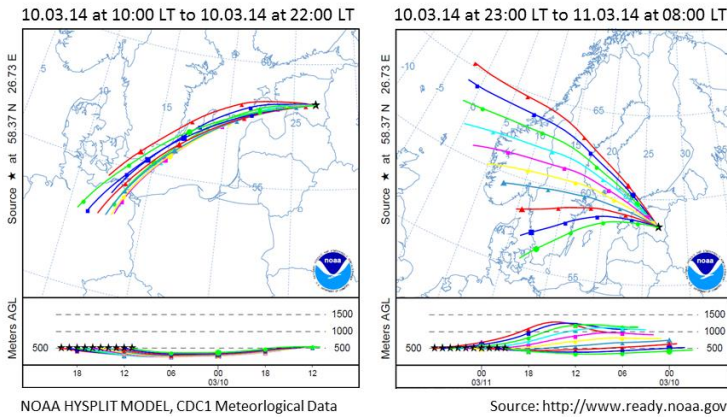 10.03.14 at 10:00 LT to 10.03.14 at 22:00 LT
10.03.14 at 23:00 LT to 11.03.14 at 08:00 LT
Source ★ at 58.37 N 26.73 E
-5
5
15
25
55
noaa
Meters AGL
500
1500
1000
500
18 12 06 00 18 12
03/10
Source ★ at 58.37 N 26.73 E
-10
-5
5
15
20
25
30
65
60
55
noaa
Meters AGL
500
1500
1000
500
00 18 12 06 00
03/11 03/10
NOAA HYSPLIT MODEL, CDC1 Meteorlogical Data
Source: http://www.ready.noaa.gov